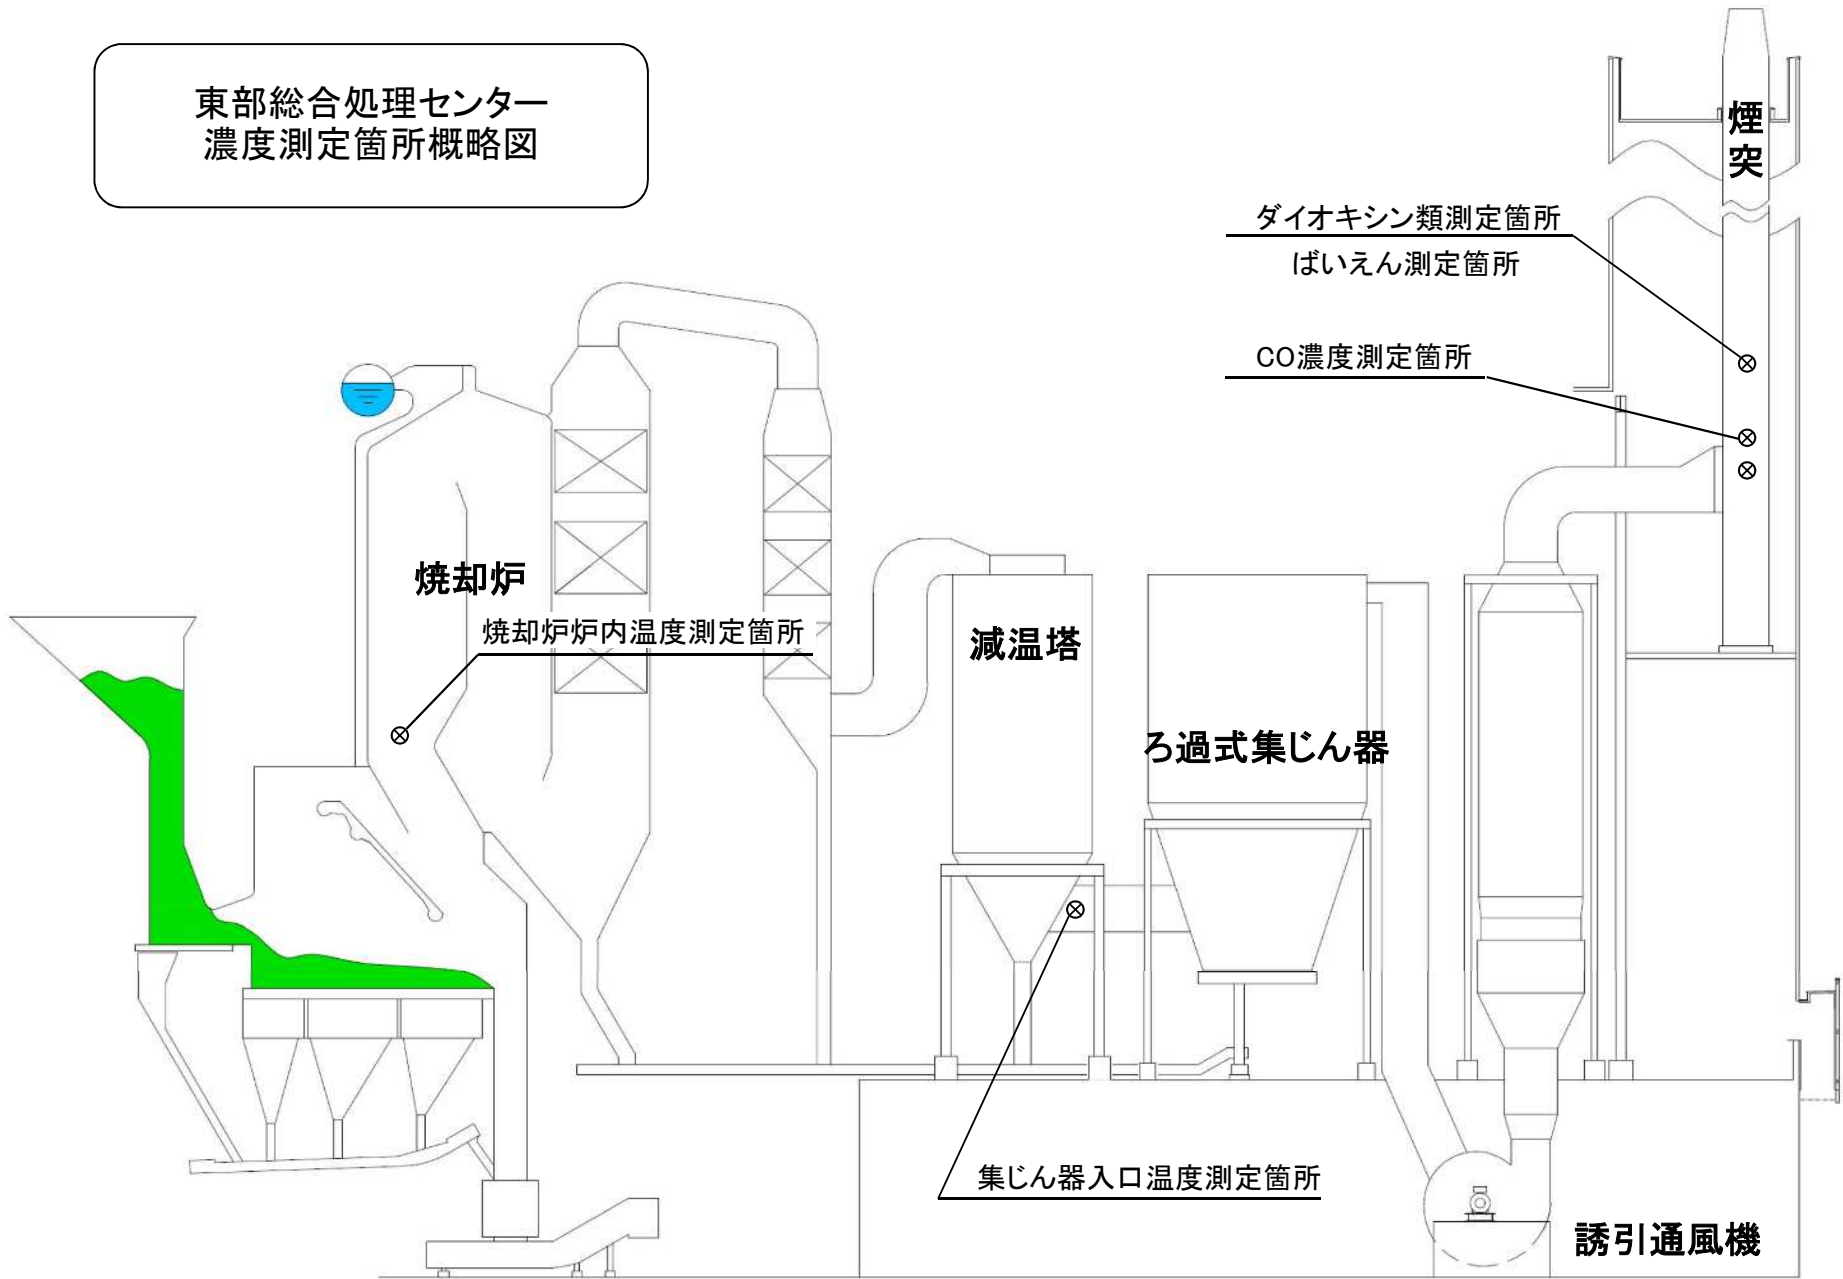 東部総合処理センター
濃度測定箇所概略図
煙
突
ダイオキシン類測定箇所
ばいえん測定箇所
CO濃度測定箇所
焼却炉
焼却炉炉内温度測定箇所
減温塔
ろ過式集じん器
集じん器入口温度測定箇所
誘引通風機